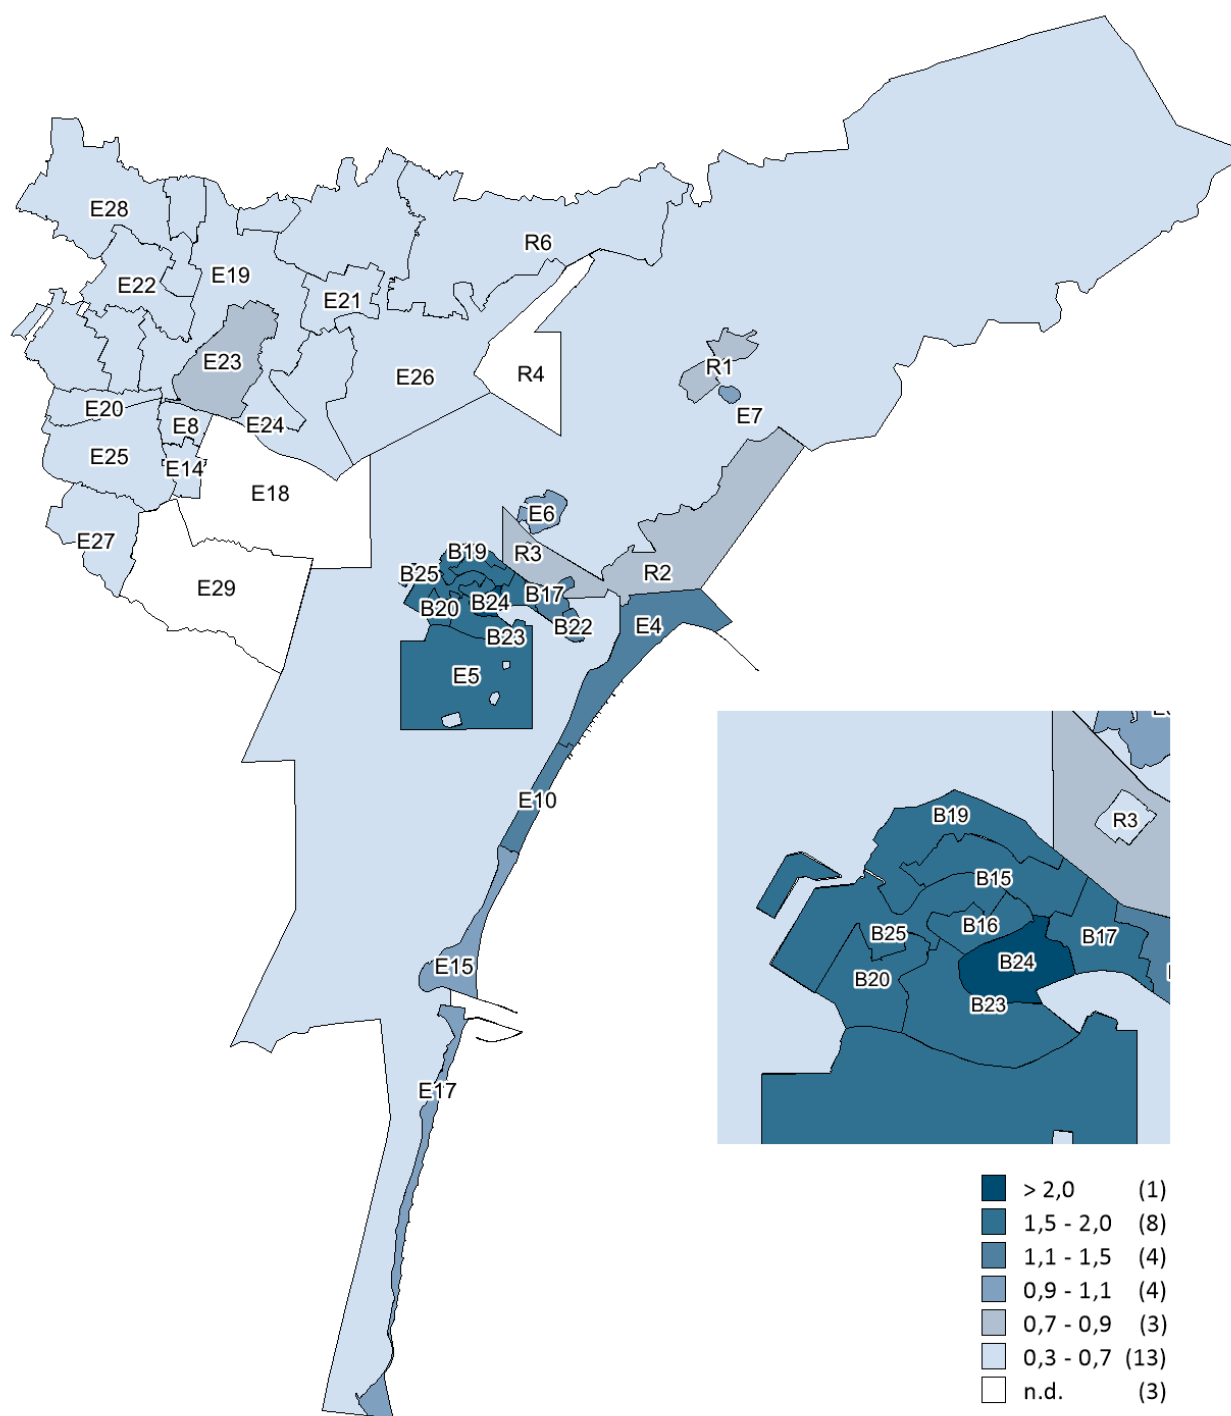 E28
R6
E19
E22
E21
E23
R1
R4
E26
E20
E7
E8
E24
E25
E14
E18
E6
E27
B19
R3
B25
R2
E29
B24
B17
B20
B22
E4
B23
E5
E10
R3
B19
B15
B16
B25
B17
B24
B20
E15
B23
E17
> 2,0 (1)
1,5 - 2,0 (8)
1,1 - 1,5 (4)
0,9 - 1,1 (4)
0,7 - 0,9 (3)
0,3 - 0,7 (13)
n.d. (3)